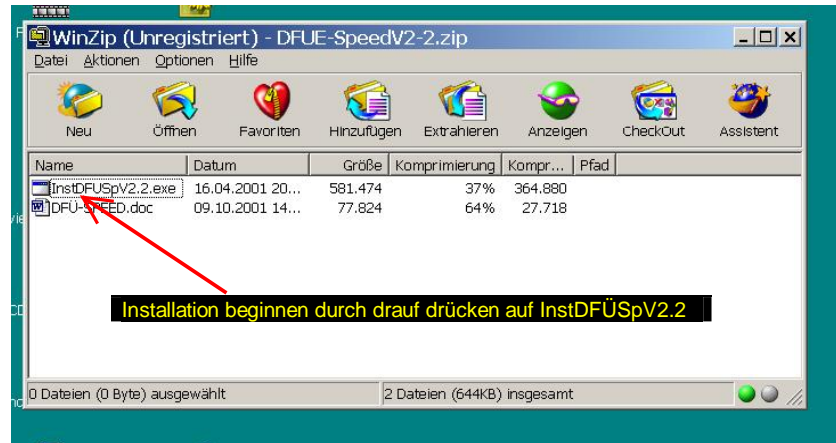 WinZip (Unregistriert) - DFUE-SpeedV2-2.zip
Datei Aktionen Optionen Hilfe
Neu Öffnen Favoriten Hinzufügen Extrahieren Anzeigen CheckOut Assistent
Name Datum Größe Komprimierung Kompr... Pfad
InstDFUSpV2.2.exe 16.04.2001 20... 581.474 37% 364.880
DFÜ-SPEED.doc 09.10.2001 14... 77.824 64% 27.718
Installation beginnen durch drauf drücken auf InstDFÜSpV2.2
0 Dateien (0 Byte) ausgewählt 2 Dateien (644KB) insgesamt